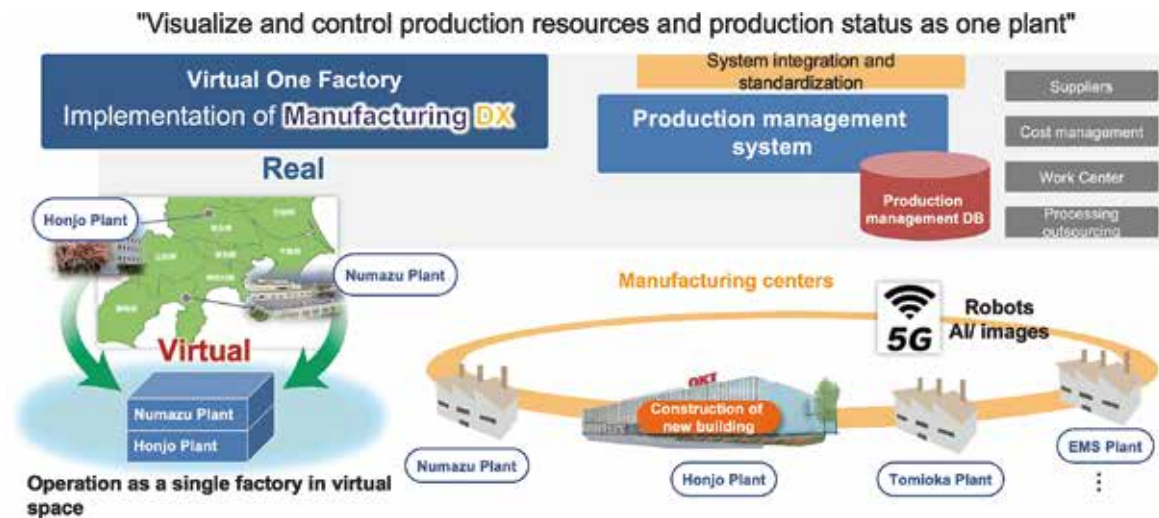 "Visualize and control production resources and production status as one plant"
Virtual One Factory
Implementation of Manufacturing DX
System integration and
standardization
Production management
system
Production
management DB
Suppliers
Cost management
Work Center
Processing
outsourcing
Real
Honjo Plant
Numazu Plant
Virtual
Numazu Plant
Honjo Plant
Operation as a single factory in virtual
space
Manufacturing centers
5G
Robots
AI/ images
OKI
Construction of
new building
Numazu Plant
Honjo Plant
Tomioka Plant
EMS Plant